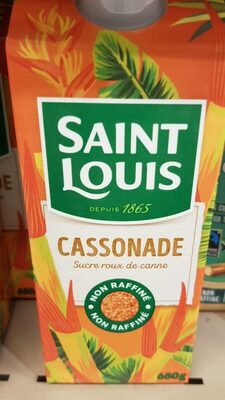 SAINT
LOUIS
DEPUIS 1865
CASSONADE
Sucre roux de canne
NON RAFFINÉ
NON RAFFINÉ
650g